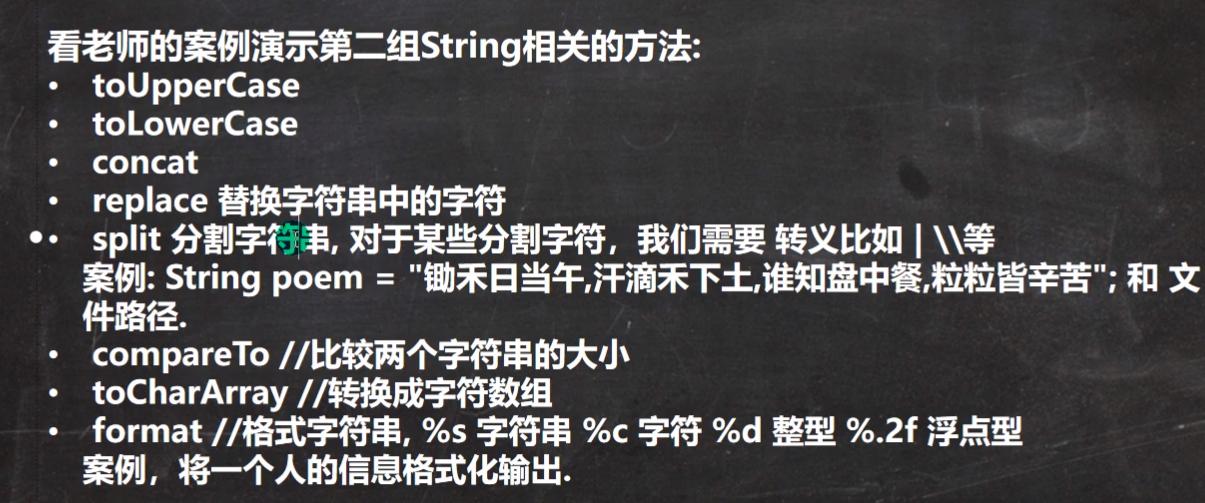 看老师的案例演示第二组String相关的方法:
• toUpperCase
• toLowerCase
• concat
• replace 替换字符串中的字符
• split 分割字符串, 对于某些分割字符，我们需要 转义比如 | \\等
案例: String poem = "锄禾日当午,汗滴禾下土,谁知盘中餐,粒粒皆辛苦"; 和 文
件路径.
• compareTo //比较两个字符串的大小
• toCharArray //转换成字符数组
• format //格式字符串, %s 字符串 %c 字符 %d 整型 %.2f 浮点型
案例，将一个人的信息格式化输出.